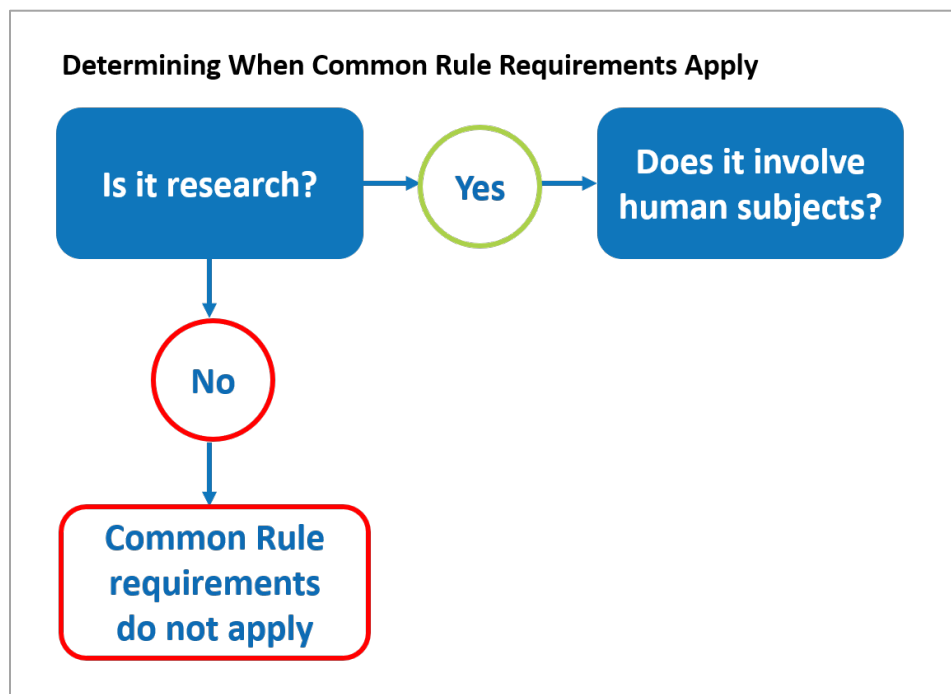 Determining When Common Rule Requirements Apply
Is it research?
Yes
Does it involve
human subjects?
No
Common Rule
requirements
do not apply